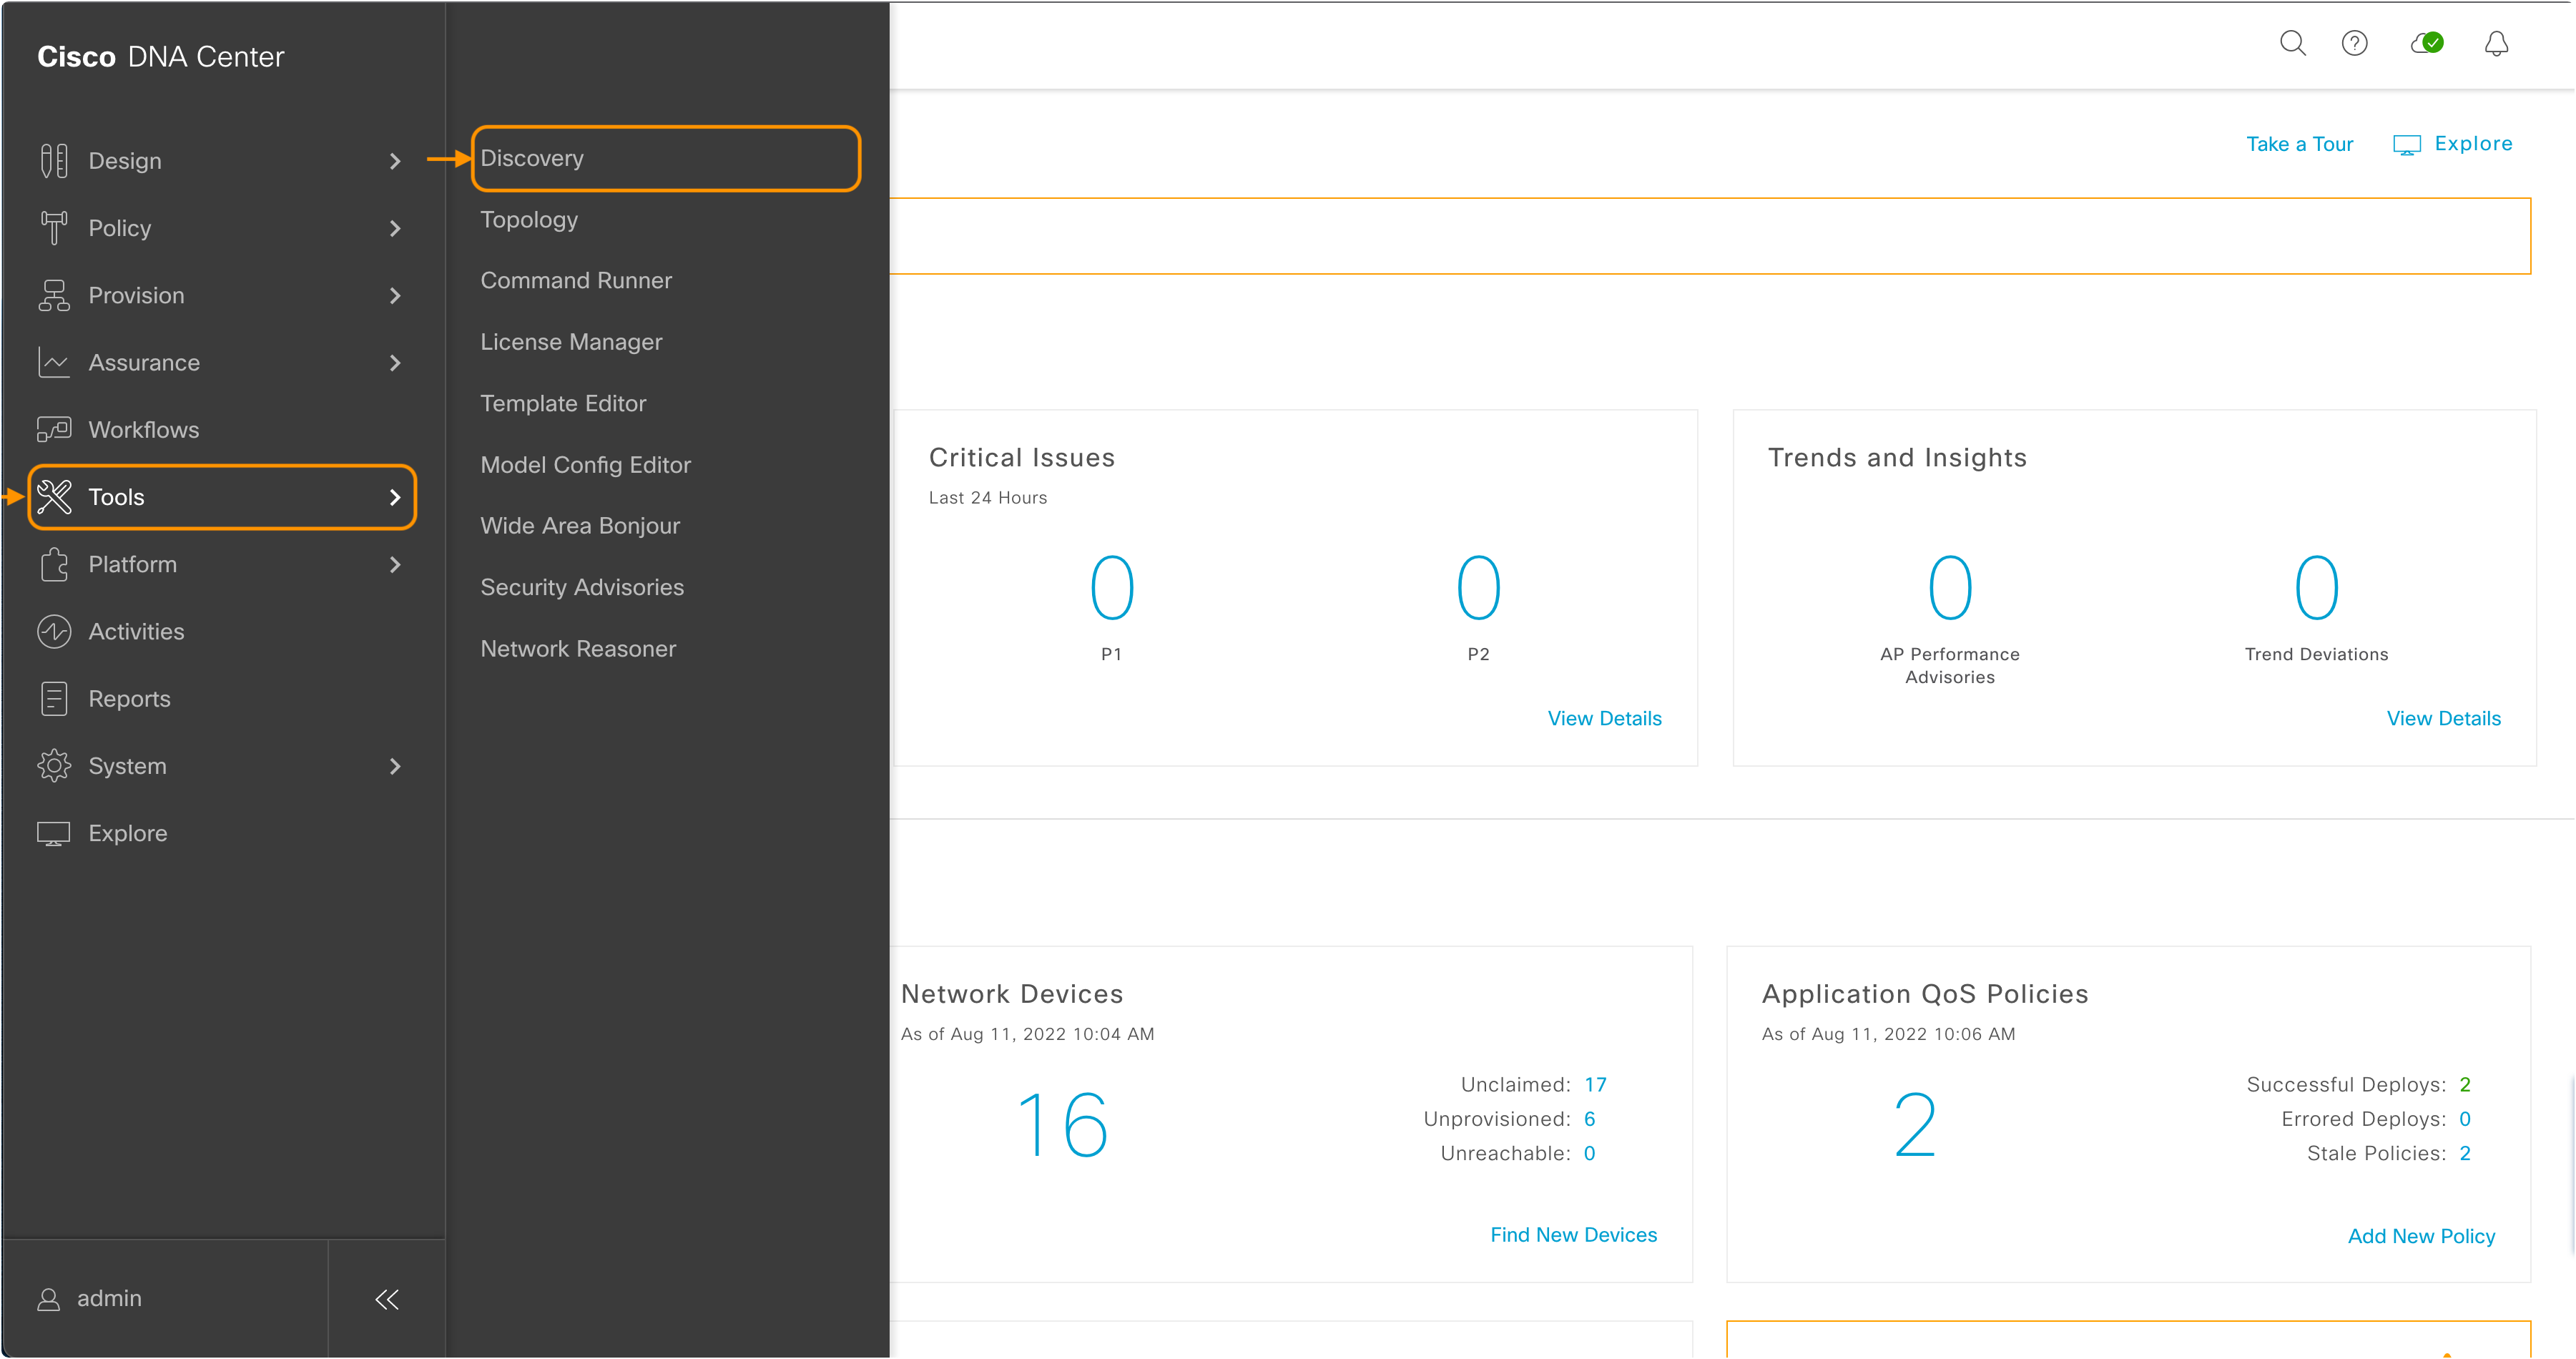 Cisco DNA Center
Design
Policy
Provision
Assurance
Workflows
Tools
Platform
Activities
Reports
System
Explore
admin
Discovery
Topology
Command Runner
License Manager
Template Editor
Model Config Editor
Wide Area Bonjour
Security Advisories
Network Reasoner
Take a Tour
Explore
Critical Issues
Last 24 Hours
0
P1
0
P2
View Details
Trends and Insights
0
AP Performance
Advisories
0
Trend Deviations
View Details
Network Devices
As of Aug 11, 2022 10:04 AM
16
Unclaimed: 17
Unprovisioned: 6
Unreachable: 0
Find New Devices
Application QoS Policies
As of Aug 11, 2022 10:06 AM
2
Successful Deploys: 2
Errored Deploys: 0
Stale Policies: 2
Add New Policy